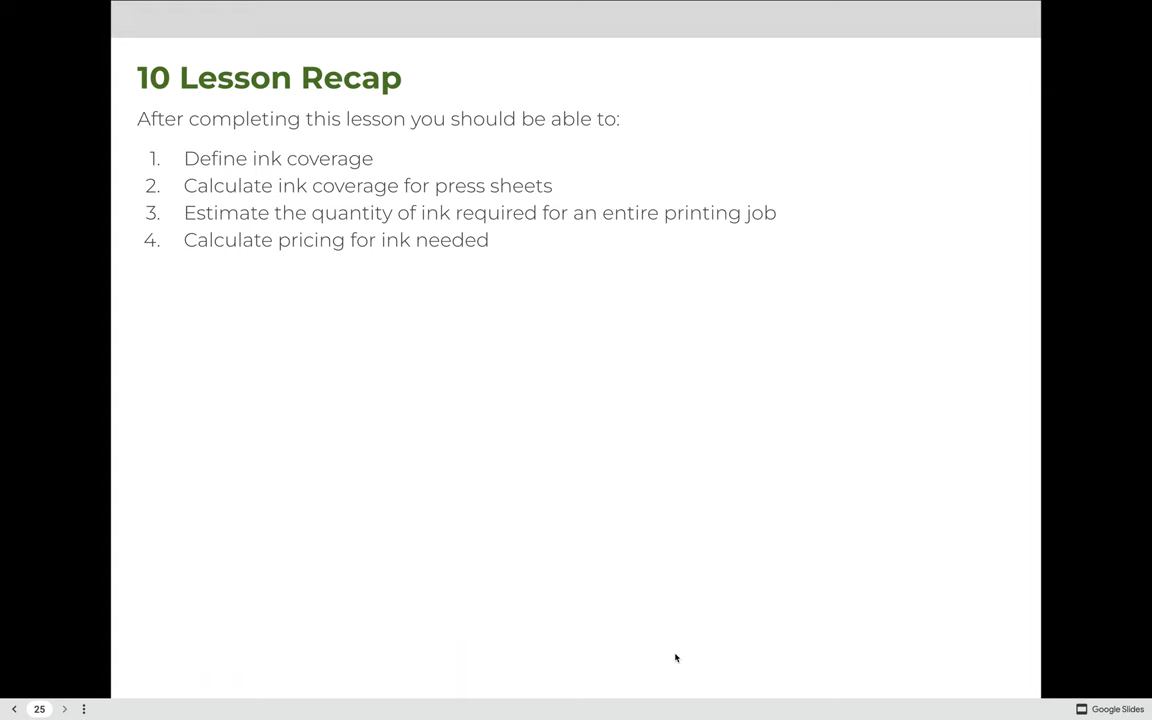 10 Lesson Recap
After completing this lesson you should be able to:
1. Define ink coverage
2. Calculate ink coverage for press sheets
3. Estimate the quantity of ink required for an entire printing job
4. Calculate pricing for ink needed
25
Google Slides